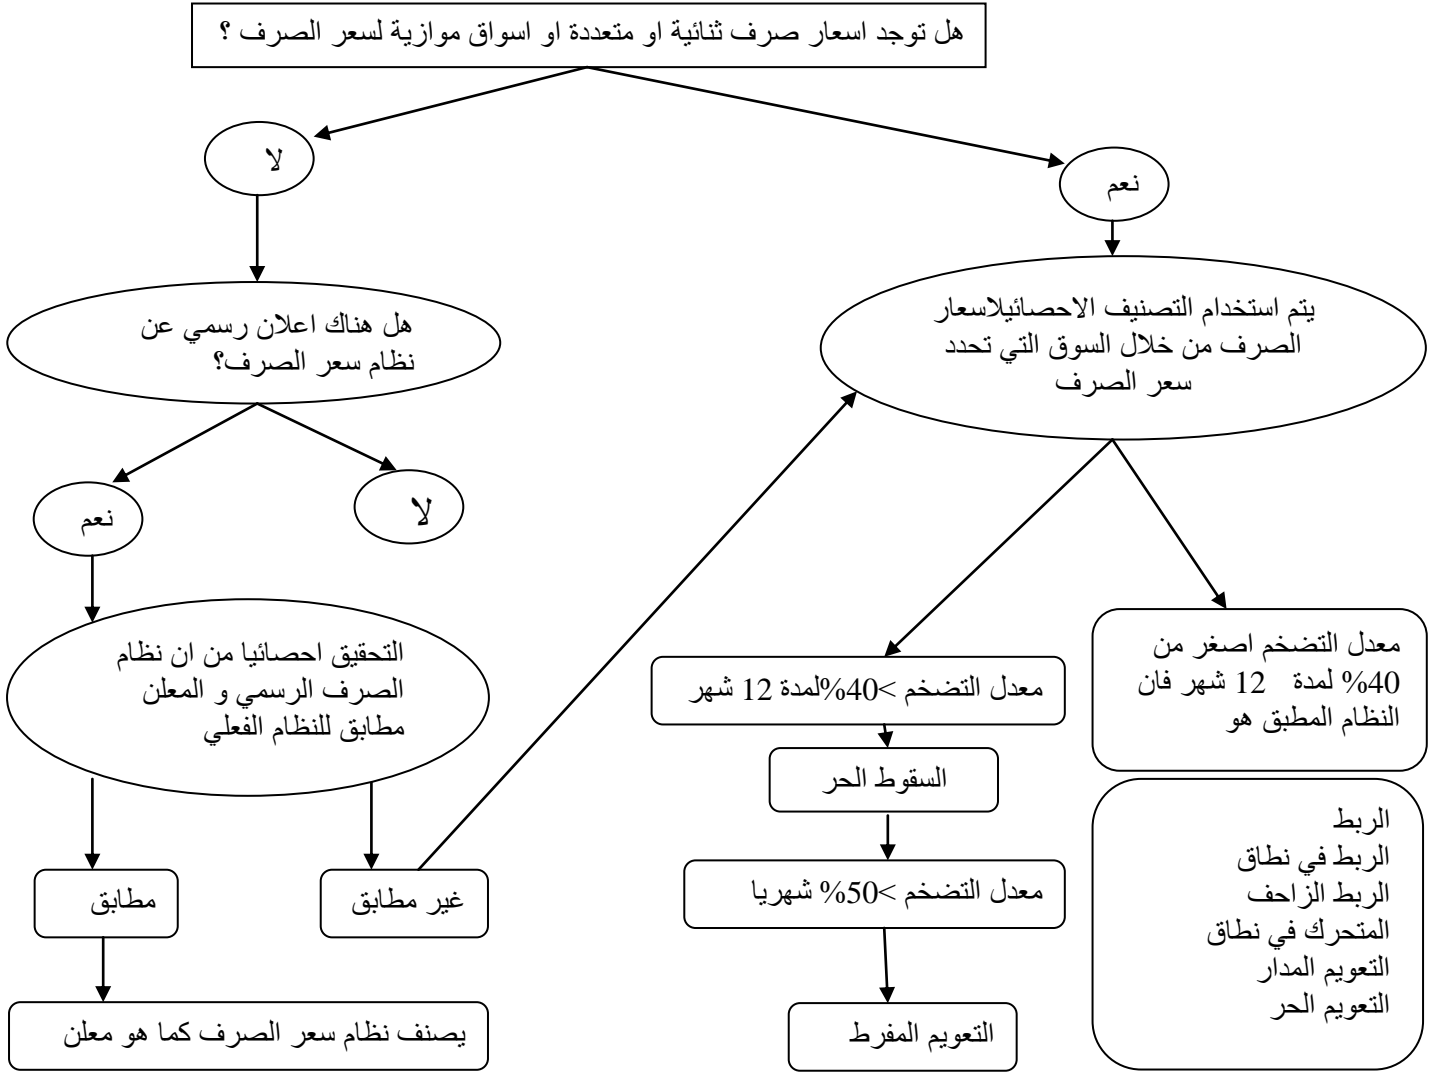 هل توجد اسعار صرف ثنائية او متعددة او اسواق موازية لسعر الصرف ؟
لا
نعم
هل هناك اعلان رسمي عن
نظام سعر الصرف؟
يتم استخدام التصنيف الاحصائيلاسعار
الصرف من خلال السوق التي تحدد
سعر الصرف
نعم
لا
التحقيق احصائيا من ان نظام
الصرف الرسمي و المعلن
مطابق للنظام الفعلي
معدل التضخم اصغر من
40% لمدة 12 شهر فان
النظام المطبق هو
معدل التضخم >40%لمدة 12 شهر
السقوط الحر
معدل التضخم >50% شهريا
التعويم المفرط
الربط
الربط في نطاق
الربط الزاحف
المتحرك في نطاق
التعويم المدار
التعويم الحر
مطابق
غير مطابق
يصنف نظام سعر الصرف كما هو معلن